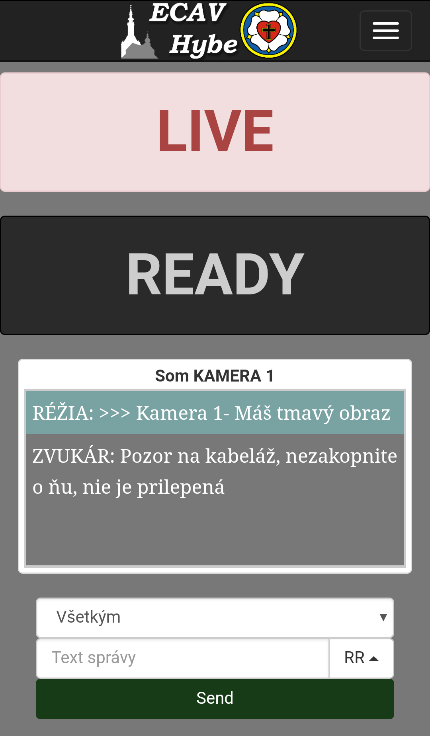 ECAV
Hybe
LIVE
READY
Som KAMERA 1
RÉŽIA: >>> Kamera 1- Máš tmavý obraz
ZVUKÁR: Pozor na kabeláž, nezakopnite
o ňu, nie je prilepená
Všetkým
Text správy
RR
Send